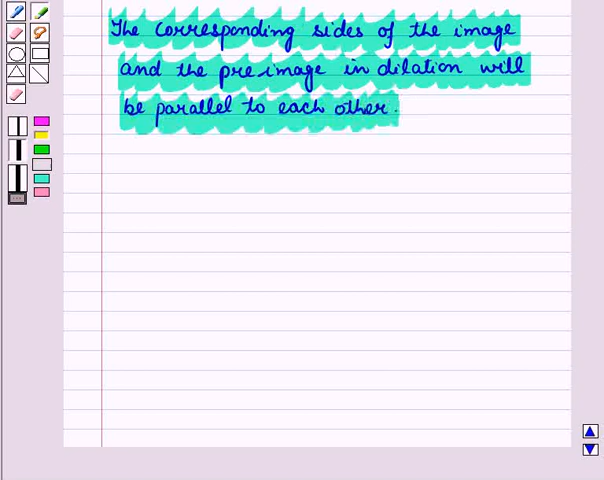 The corresponding sides of the image
and the pre-image in dilation will
be parallel to each other.